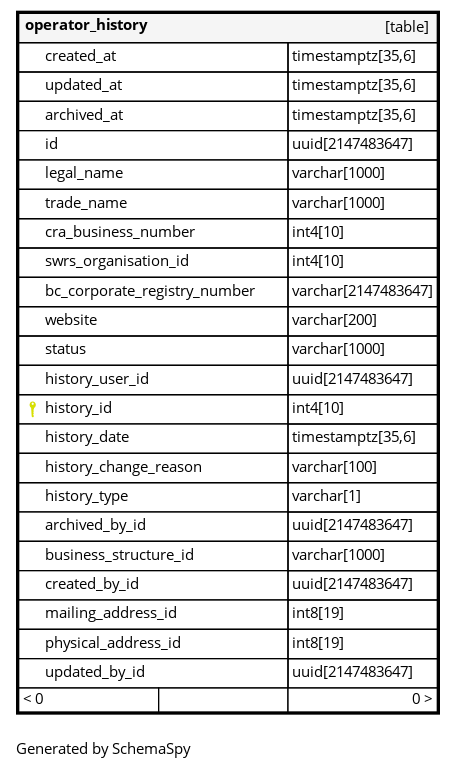 operator_history [table]
created_at timestamptz[35,6]
updated_at timestamptz[35,6]
archived_at timestamptz[35,6]
id uuid[2147483647]
legal_name varchar[1000]
trade_name varchar[1000]
cra_business_number int4[10]
swrs_organisation_id int4[10]
bc_corporate_registry_number varchar[2147483647]
website varchar[200]
status varchar[1000]
history_user_id uuid[2147483647]
history_id int4[10]
history_date timestamptz[35,6]
history_change_reason varchar[100]
history_type varchar[1]
archived_by_id uuid[2147483647]
business_structure_id varchar[1000]
created_by_id uuid[2147483647]
mailing_address_id int8[19]
physical_address_id int8[19]
updated_by_id uuid[2147483647]
< 0 0 >
Generated by SchemaSpy